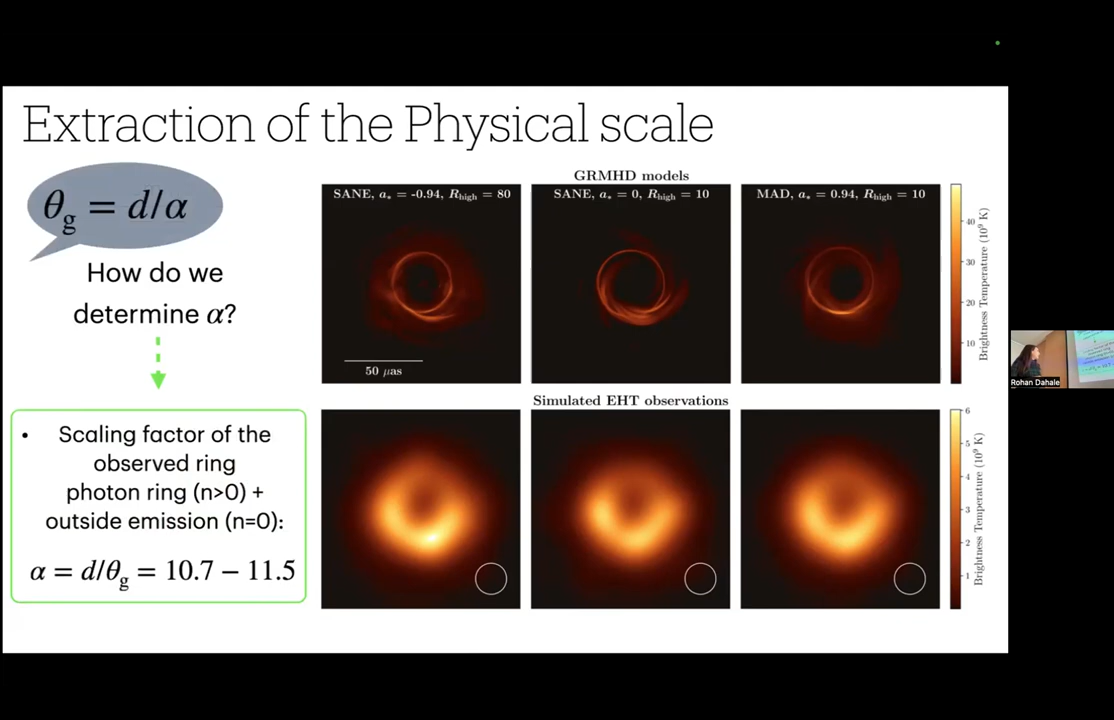 Extraction of the Physical scale
θg = d/α
How do we
determine α?
• Scaling factor of the
observed ring
photon ring (n>0) +
outside emission (n=0):
α = d/θg = 10.7 − 11.5
GRMHD models
SANE, a* = -0.94, Rhigh = 80
SANE, a* = 0, Rhigh = 10
MAD, a* = 0.94, Rhigh = 10
50 μas
40
30
20
10
Brightness Temperature (10⁹ K)
Simulated EHT observations
6
5
4
3
2
1
Brightness Temperature (10⁹ K)
Rohan Dahale